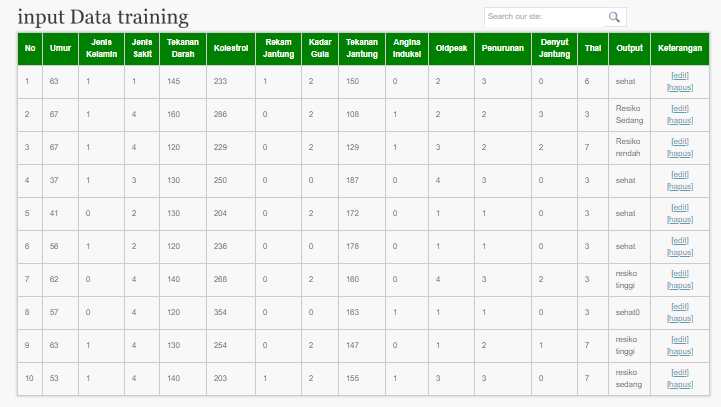 input Data training
Search our site:
No Umur Jenis Kelamin Jenis Sakit Tekanan Darah Kolestrol Rekam Jantung Kadar Gula Tekanan Jantung Angina Induksi Oldpeak Penurunan Denyut Jantung Thal Output Keterangan
1 63 1 1 145 233 1 2 150 0 2 3 0 6 sehat [edit] [hapus]
2 67 1 4 160 286 0 2 108 1 2 2 3 3 Resiko Sedang [edit] [hapus]
3 67 1 4 120 229 0 2 129 1 3 2 2 7 Resiko rendah [edit] [hapus]
4 37 1 3 130 250 0 0 187 0 4 3 0 3 sehat [edit] [hapus]
5 41 0 2 130 204 0 2 172 0 1 1 0 3 sehat [edit] [hapus]
6 56 1 2 120 236 0 0 178 0 1 1 0 3 sehat [edit] [hapus]
7 62 0 4 140 268 0 2 160 0 4 3 2 3 resiko tinggi [edit] [hapus]
8 57 0 4 120 354 0 0 163 1 1 1 0 3 sehat0 [edit] [hapus]
9 63 1 4 130 254 0 2 147 0 1 2 1 7 resiko tinggi [edit] [hapus]
10 53 1 4 140 203 1 2 155 1 3 3 0 7 resiko sedang [edit] [hapus]